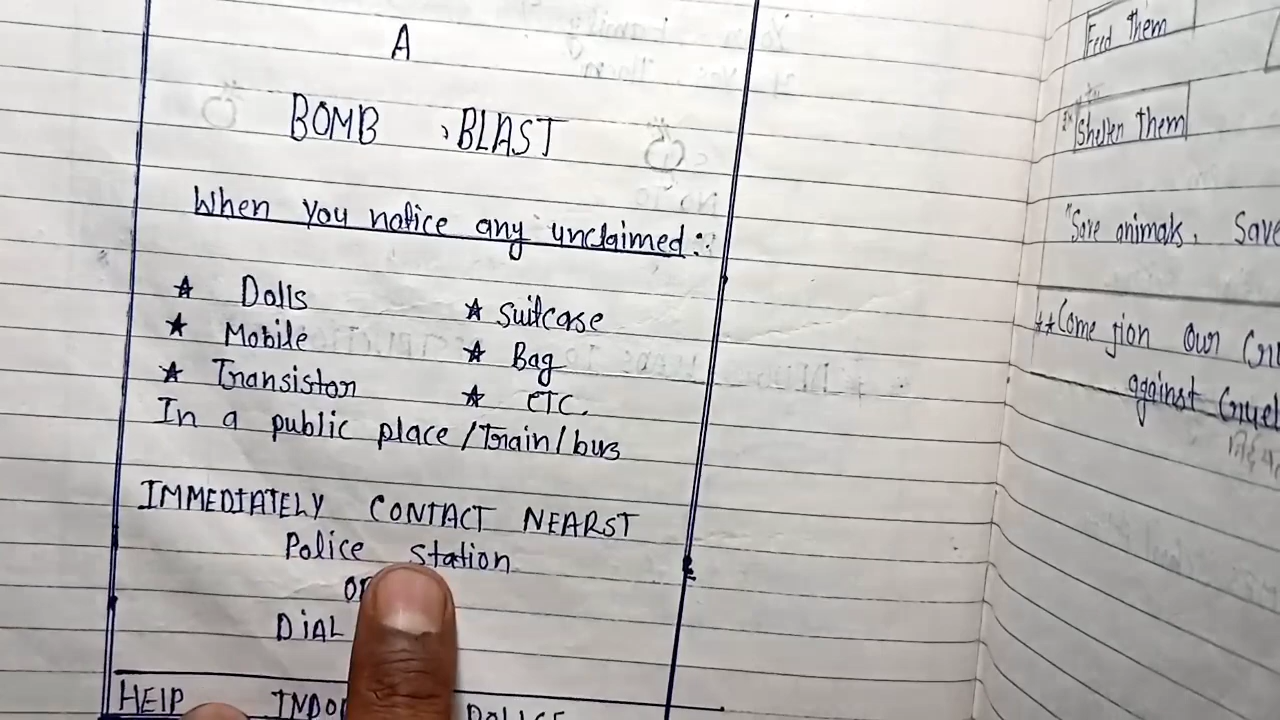 A
BOMB BLAST
When you notice any unclaimed :
★ Dolls ★ Suitcase
★ Mobile ★ Bag
★ Transistor ★ ETC.
In a public place/Train/bus
IMMEDIATELY CONTACT NEARST
Police Station
DIAL
HELP POLICE
Feed them
Shelter them
"Save animals, Save
**Come jion Our
against